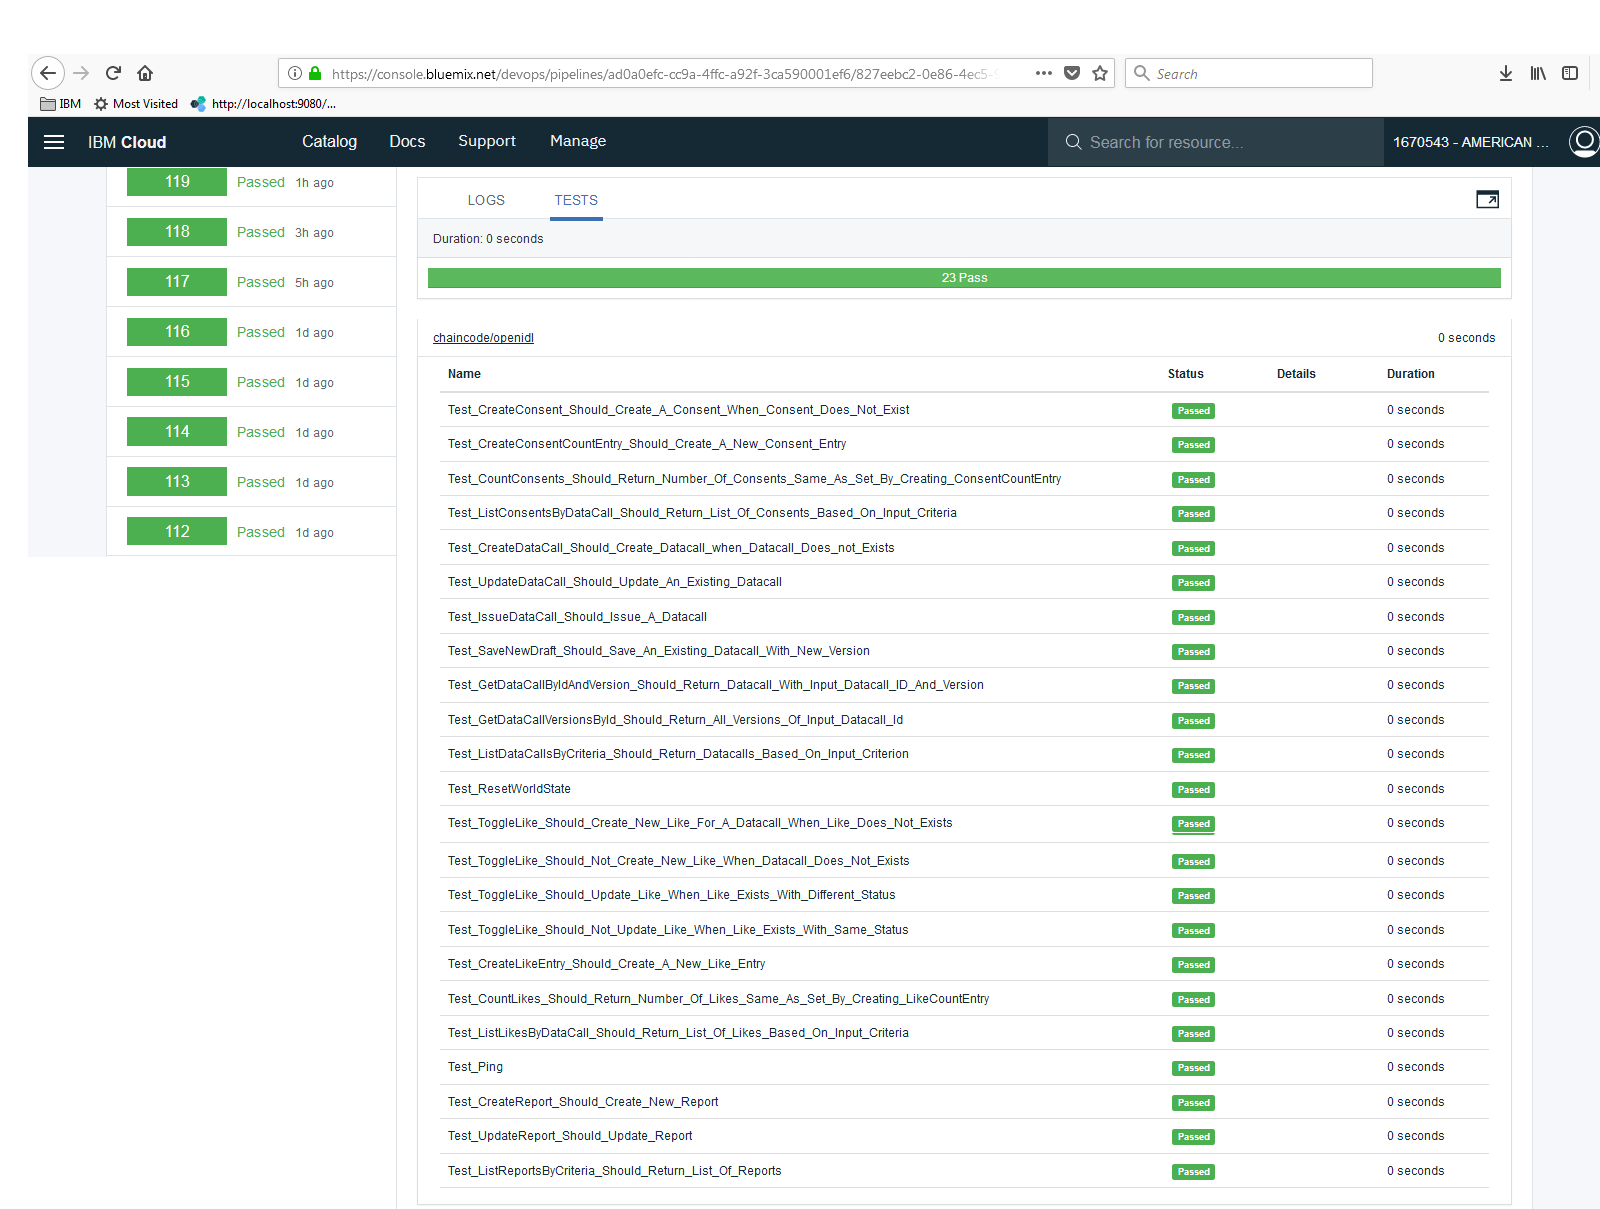 https://console.bluemix.net/devops/pipelines/ad0a0efc-cc9a-4ffc-a92f-3ca590001ef6/827eebc2-0e86-4ec5- Search
IBM Most Visited http://localhost:9080/...
IBM Cloud Catalog Docs Support Manage Search for resource... 1670543 - AMERICAN ...
119 Passed 1h ago
118 Passed 3h ago
117 Passed 5h ago
116 Passed 1d ago
115 Passed 1d ago
114 Passed 1d ago
113 Passed 1d ago
112 Passed 1d ago
LOGS TESTS
Duration: 0 seconds
23 Pass
chaincode/openidl 0 seconds
Name Status Details Duration
Test_CreateConsent_Should_Create_A_Consent_When_Consent_Does_Not_Exist Passed 0 seconds
Test_CreateConsentCountEntry_Should_Create_A_New_Consent_Entry Passed 0 seconds
Test_CountConsents_Should_Return_Number_Of_Consents_Same_As_Set_By_Creating_ConsentCountEntry Passed 0 seconds
Test_ListConsentsByDataCall_Should_Return_List_Of_Consents_Based_On_Input_Criteria Passed 0 seconds
Test_CreateDataCall_Should_Create_Datacall_when_Datacall_Does_not_Exists Passed 0 seconds
Test_UpdateDataCall_Should_Update_An_Existing_Datacall Passed 0 seconds
Test_IssueDataCall_Should_Issue_A_Datacall Passed 0 seconds
Test_SaveNewDraft_Should_Save_An_Existing_Datacall_With_New_Version Passed 0 seconds
Test_GetDataCallByIdAndVersion_Should_Return_Datacall_With_Input_Datacall_ID_And_Version Passed 0 seconds
Test_GetDataCallVersionsById_Should_Return_All_Versions_Of_Input_Datacall_Id Passed 0 seconds
Test_ListDataCallsByCriteria_Should_Return_Datacalls_Based_On_Input_Criterion Passed 0 seconds
Test_ResetWorldState Passed 0 seconds
Test_ToggleLike_Should_Create_New_Like_For_A_Datacall_When_Like_Does_Not_Exists Passed 0 seconds
Test_ToggleLike_Should_Not_Create_New_Like_When_Datacall_Does_Not_Exists Passed 0 seconds
Test_ToggleLike_Should_Update_Like_When_Like_Exists_With_Different_Status Passed 0 seconds
Test_ToggleLike_Should_Not_Update_Like_When_Like_Exists_With_Same_Status Passed 0 seconds
Test_CreateLikeEntry_Should_Create_A_New_Like_Entry Passed 0 seconds
Test_CountLikes_Should_Return_Number_Of_Likes_Same_As_Set_By_Creating_LikeCountEntry Passed 0 seconds
Test_ListLikesByDataCall_Should_Return_List_Of_Likes_Based_On_Input_Criteria Passed 0 seconds
Test_Ping Passed 0 seconds
Test_CreateReport_Should_Create_New_Report Passed 0 seconds
Test_UpdateReport_Should_Update_Report Passed 0 seconds
Test_ListReportsByCriteria_Should_Return_List_Of_Reports Passed 0 seconds